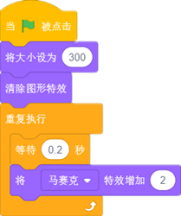 当 被点击
将大小设为 300
清除图形特效
重复执行
等待 0.2 秒
将 马赛克 特效增加 2